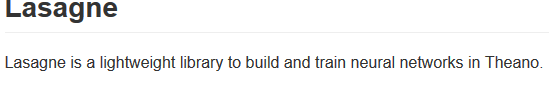 Lasagne
Lasagne is a lightweight library to build and train neural networks in Theano.